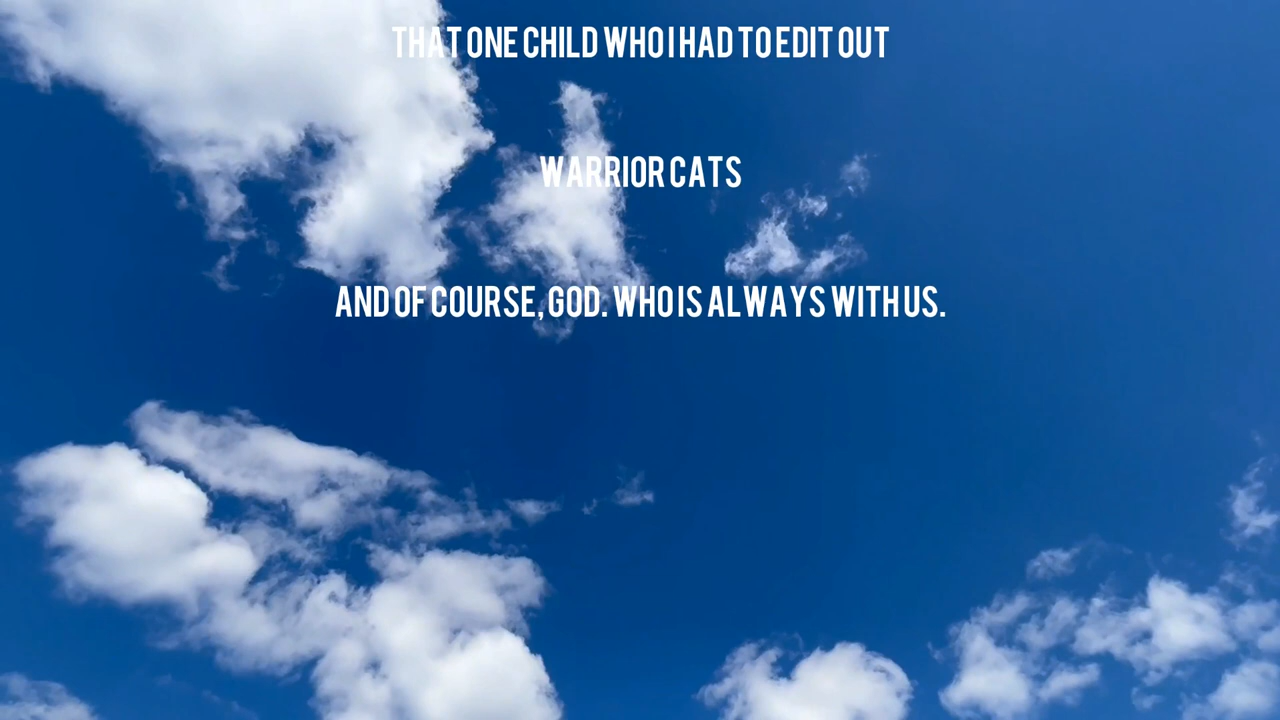 THAT ONE CHILD WHO I HAD TO EDIT OUT
WARRIOR CATS
AND OF COURSE, GOD. WHO IS ALWAYS WITH US.